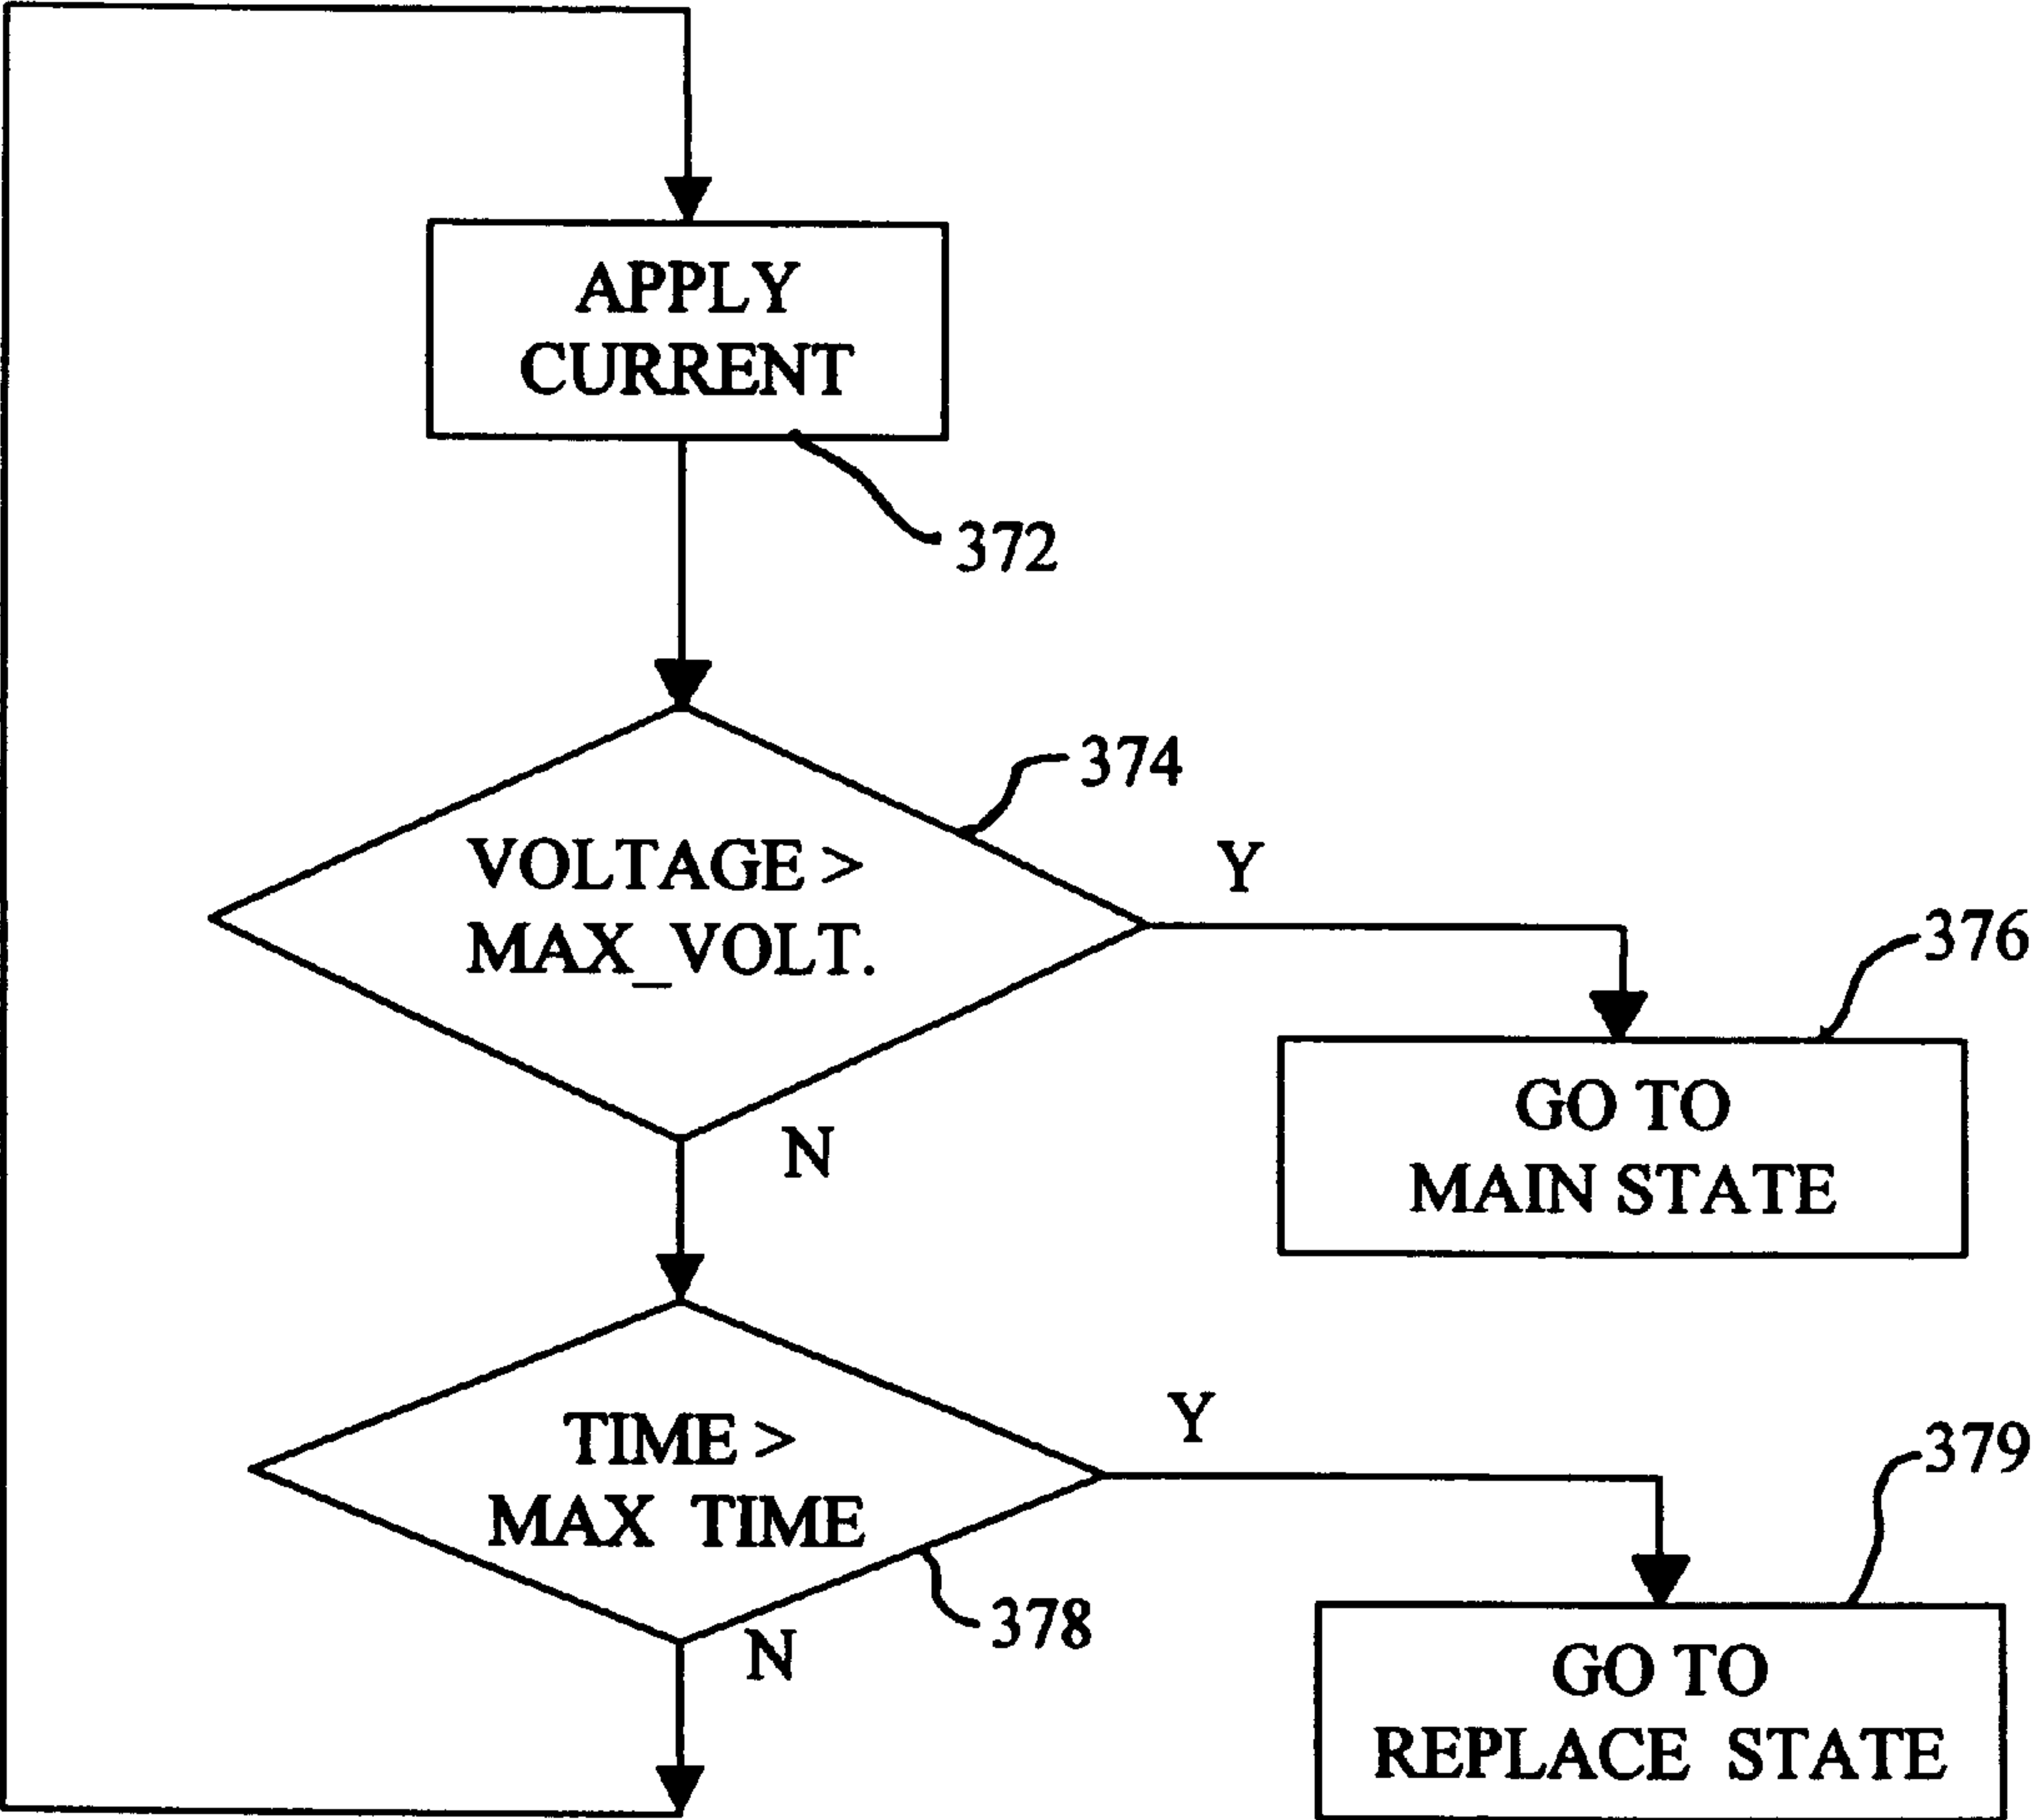 APPLY
CURRENT
372
374
VOLTAGE >
MAX_VOLT.
Y
376
N
GO TO
MAIN STATE
TIME >
MAX TIME
Y
379
378
N
GO TO
REPLACE STATE